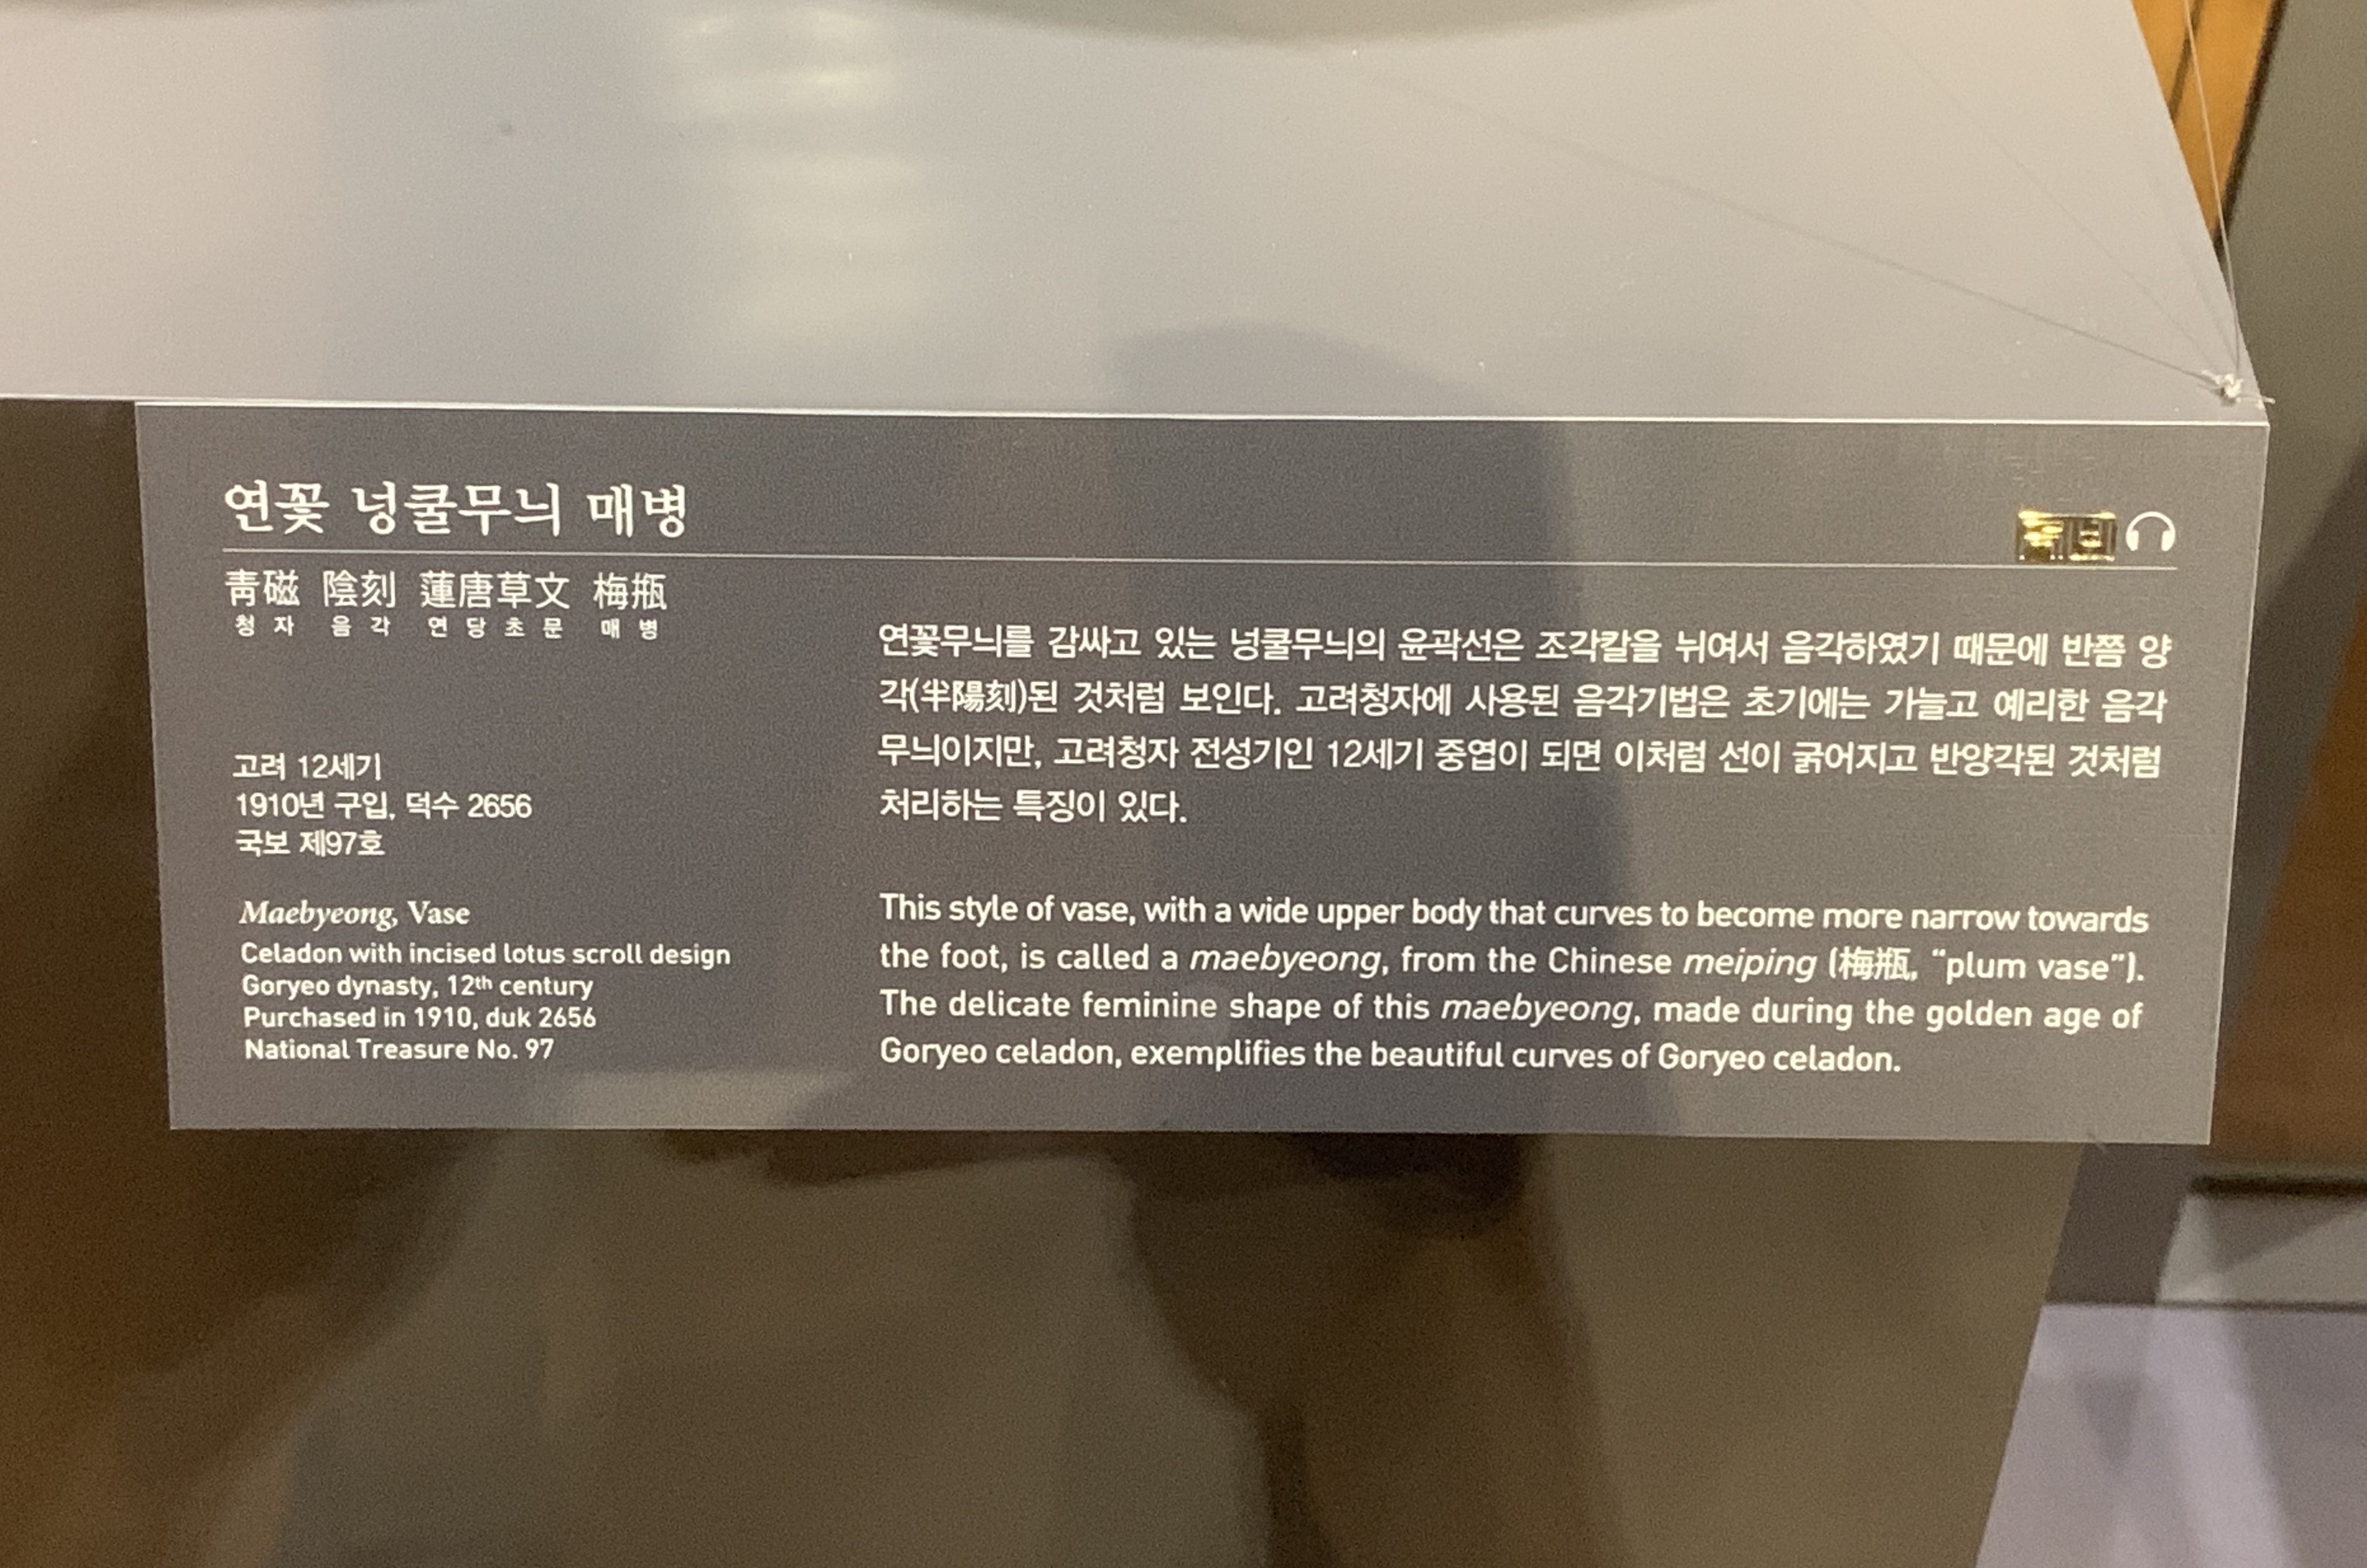 연꽃 넝쿨무늬 매병
국보
靑磁 陰刻 蓮唐草文 梅甁
청자 음각 연당초문 매병
고려 12세기
1910년 구입, 덕수 2656
국보 제97호
Maebyeong, Vase
Celadon with incised lotus scroll design
Goryeo dynasty, 12th century
Purchased in 1910, duk 2656
National Treasure No. 97
연꽃무늬를 감싸고 있는 넝쿨무늬의 윤곽선은 조각칼을 뉘여서 음각하였기 때문에 반쯤 양
각(半陽刻)된 것처럼 보인다. 고려청자에 사용된 음각기법은 초기에는 가늘고 예리한 음각
무늬이지만, 고려청자 전성기인 12세기 중엽이 되면 이처럼 선이 굵어지고 반양각된 것처럼
처리하는 특징이 있다.
This style of vase, with a wide upper body that curves to become more narrow towards
the foot, is called a maebyeong, from the Chinese meiping (梅甁, “plum vase”).
The delicate feminine shape of this maebyeong, made during the golden age of
Goryeo celadon, exemplifies the beautiful curves of Goryeo celadon.